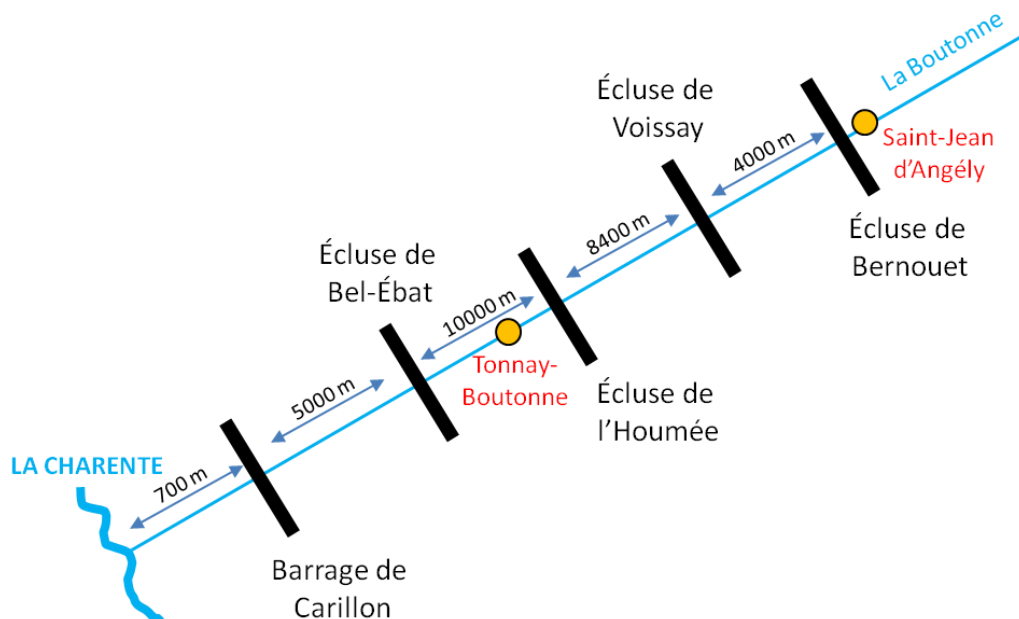 La Boutonne
Écluse de
Voissay
4000 m
Saint-Jean
d'Angély
8400 m
Écluse de
Bernouet
Écluse de
Bel-Ébat
10000 m
Tonnay-
Boutonne
Écluse de
l'Houmée
5000 m
LA CHARENTE
700 m
Barrage de
Carillon